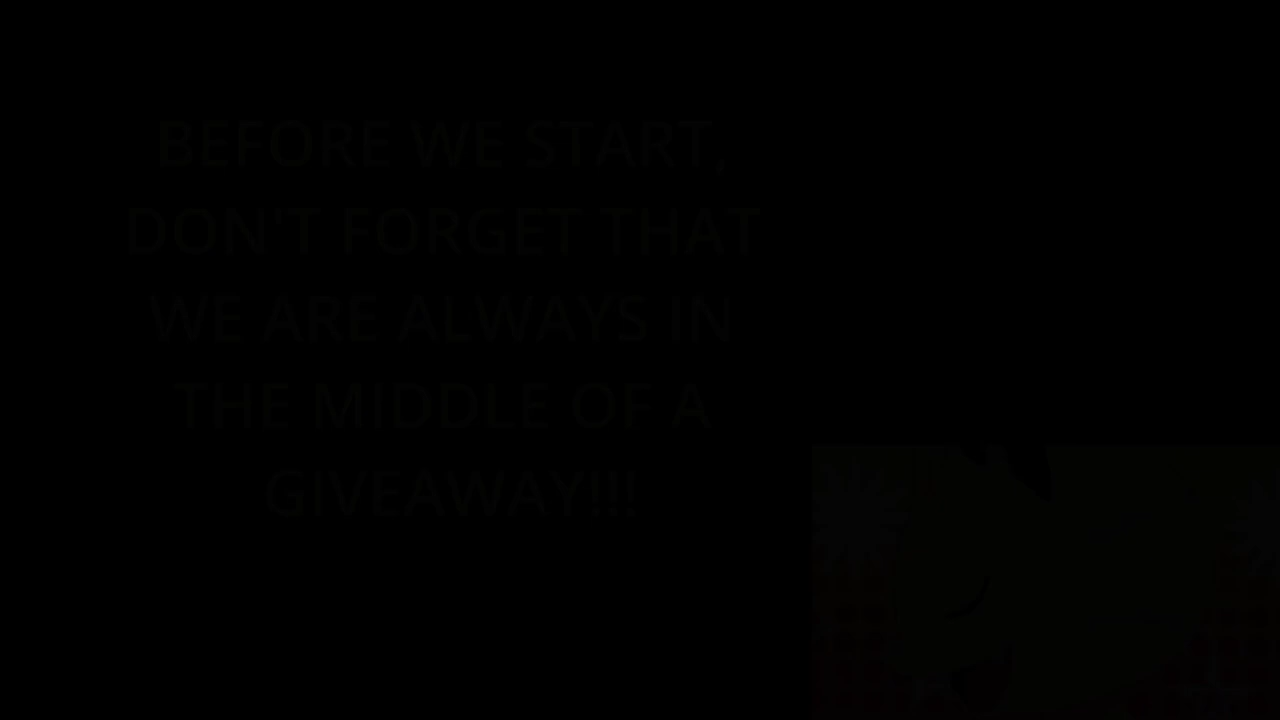 BEFORE WE START,
DON'T FORGET THAT
WE ARE ALWAYS IN
THE MIDDLE OF A
GIVEAWAY!!!